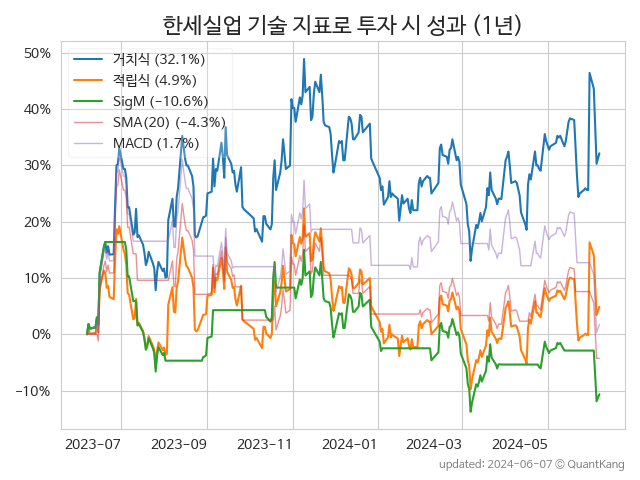 한세실업 기술 지표로 투자 시 성과 (1년)
50%
40%
30%
20%
10%
0%
−10%
거치식 (32.1%)
적립식 (4.9%)
SigM (−10.6%)
SMA(20) (−4.3%)
MACD (1.7%)
2023-07
2023-09
2023-11
2024-01
2024-03
2024-05
updated: 2024-06-07 © QuantKang